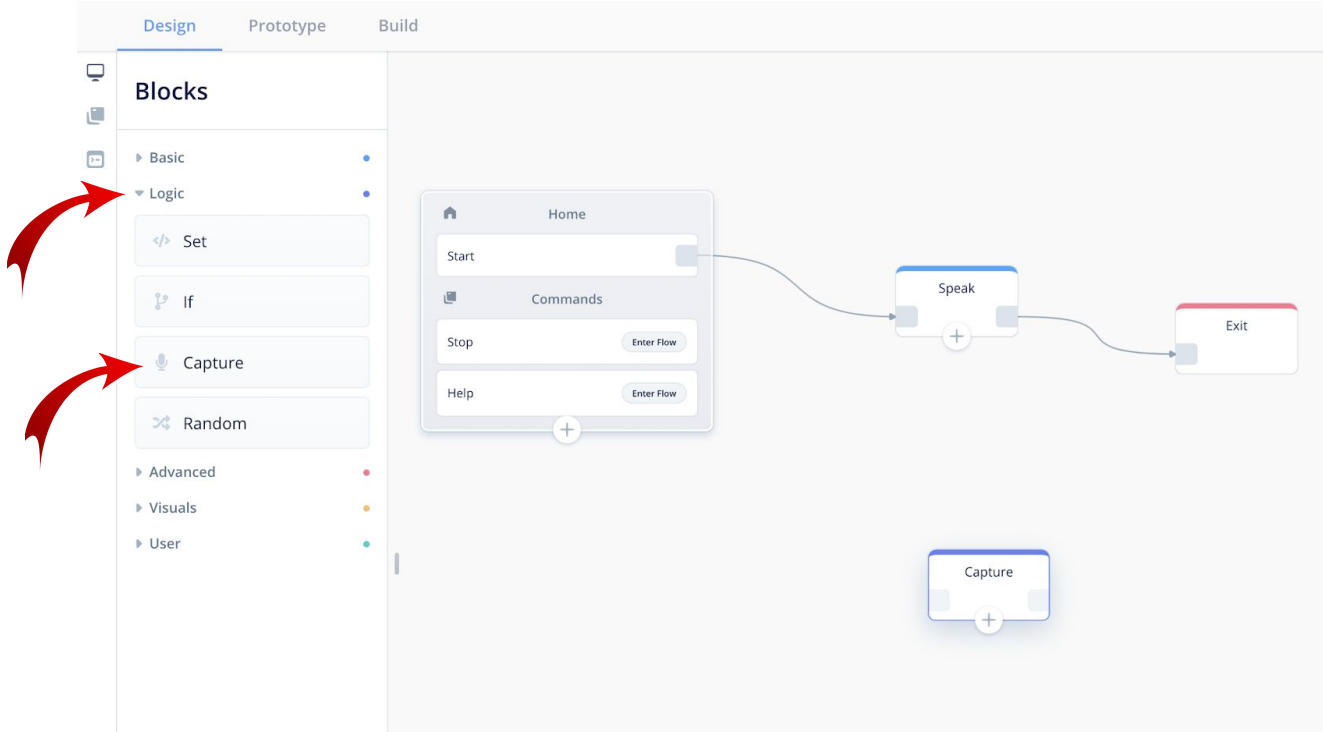 Design Prototype Build
Blocks
Basic
Logic
Set
If
Capture
Random
Advanced
Visuals
User
Home
Start
Commands
Stop Enter Flow
Help Enter Flow
Speak
Exit
Capture